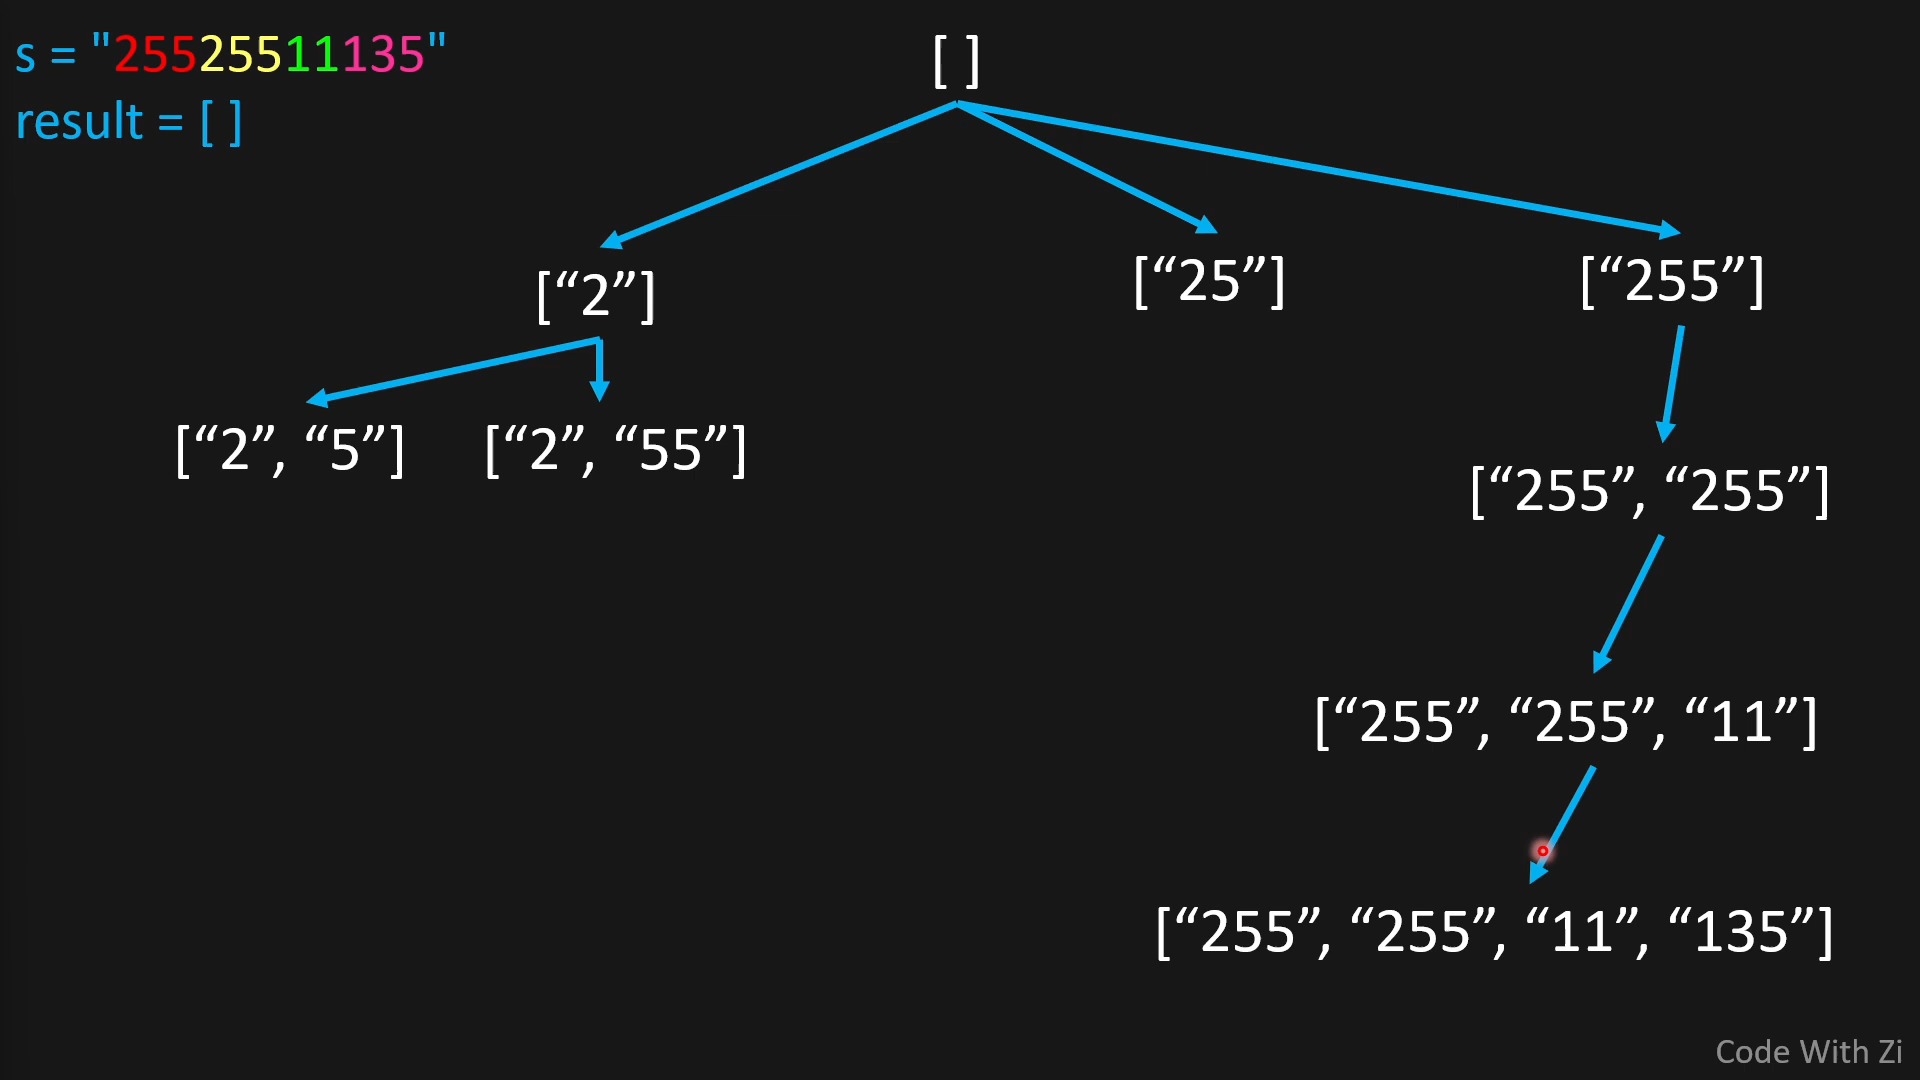 s = "25525511135"
result = [ ]
[ ]
[“2”]
[“25”]
[“255”]
[“2”, “5”]
[“2”, “55”]
[“255”, “255”]
[“255”, “255”, “11”]
[“255”, “255”, “11”, “135”]
Code With Zi